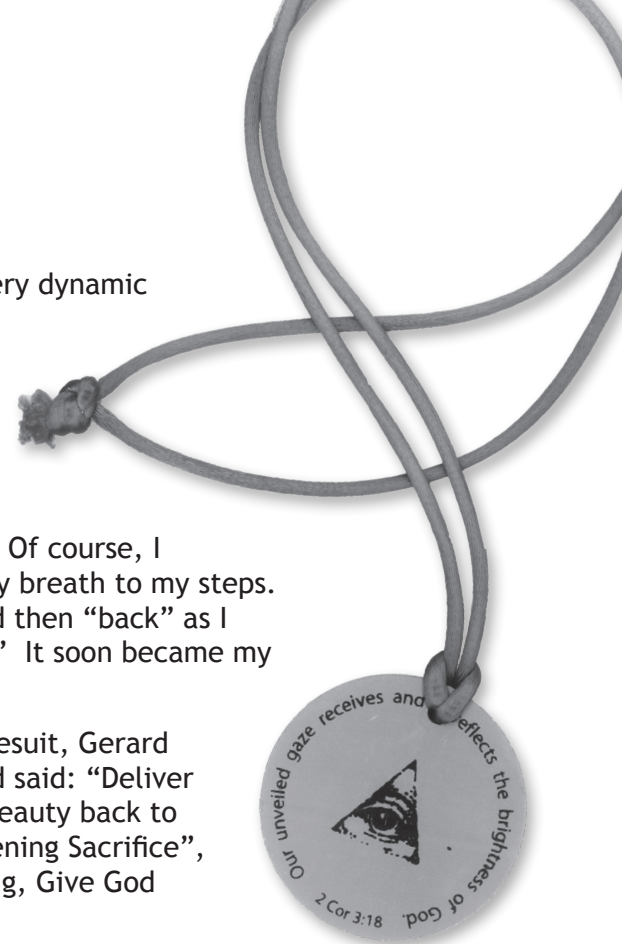 ery dynamic
Of course, I
y breath to my steps.
d then “back” as I
” It soon became my
esuit, Gerard
d said: “Deliver
eauty back to
ening Sacrifice”,
g, Give God
Our unveiled gaze receives and reflects the brightness of God.
2 Cor 3:18